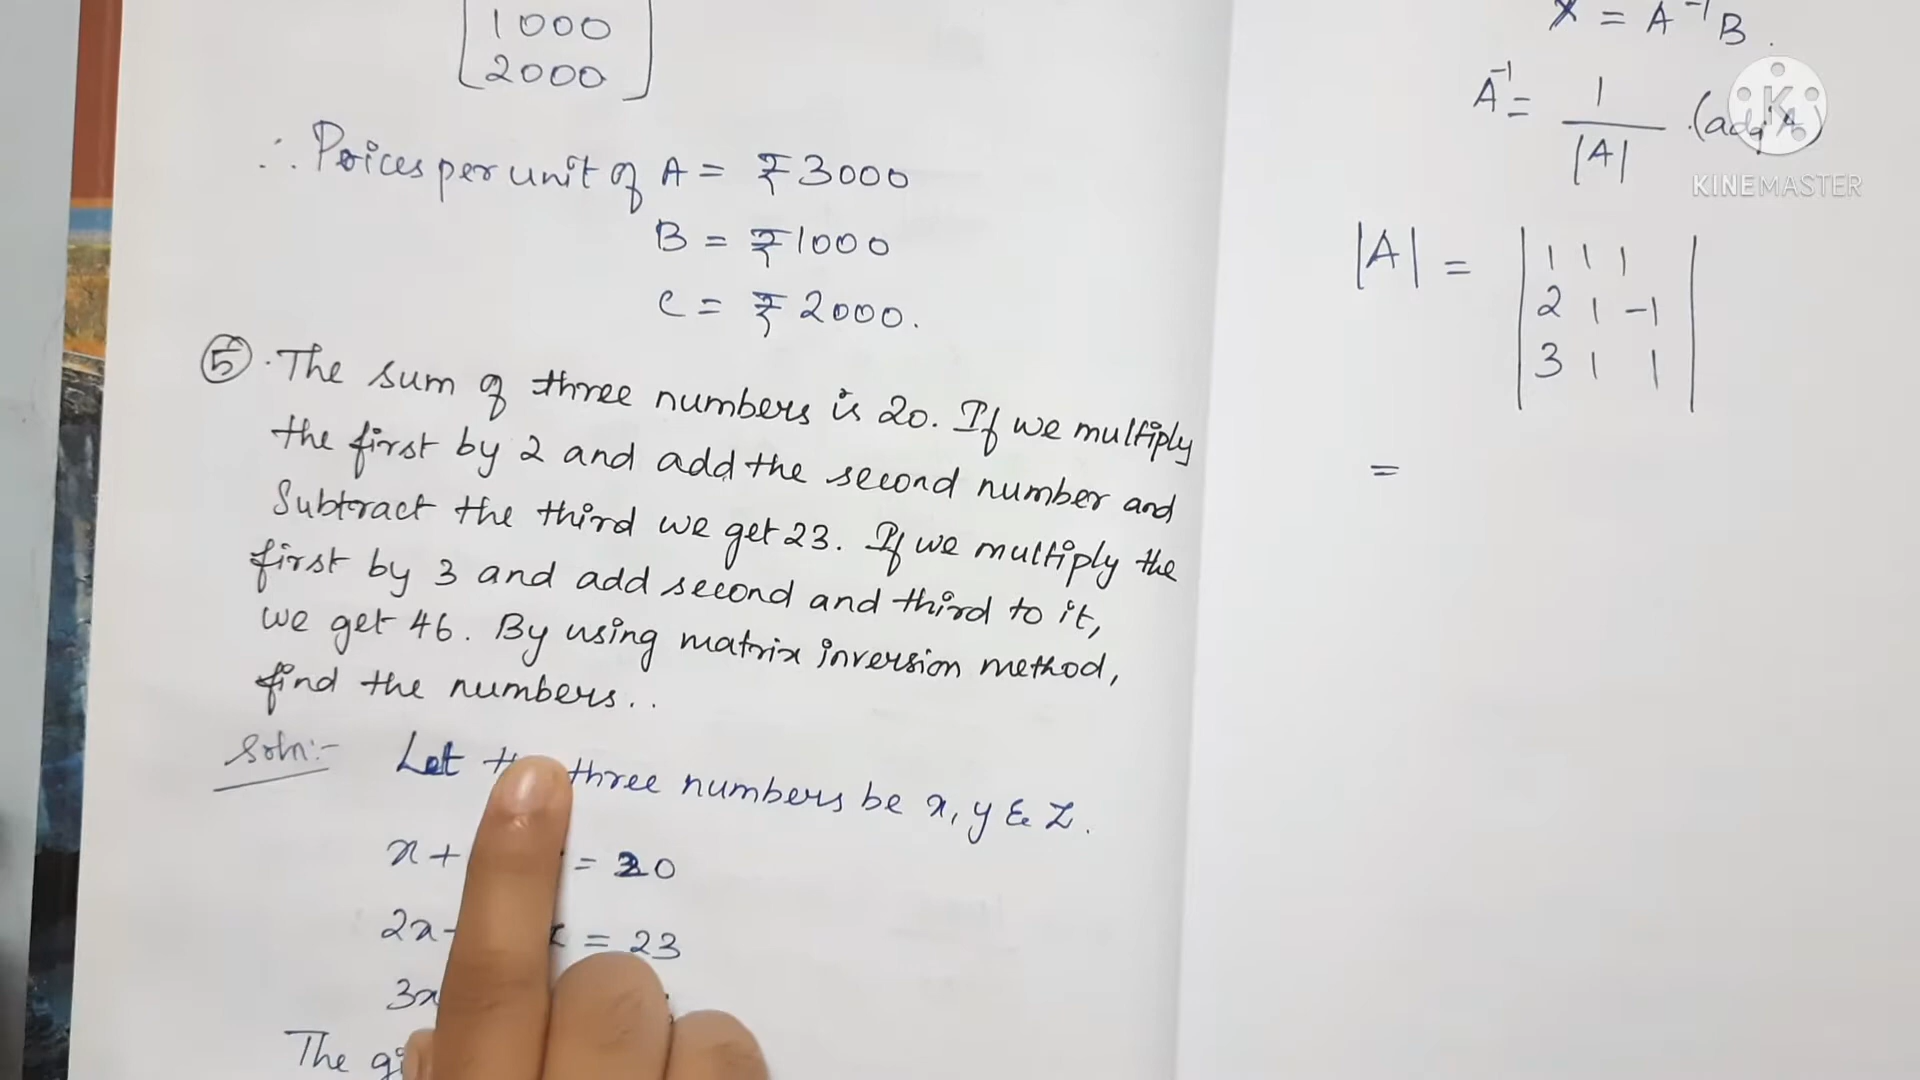 1000
2000
∴ Prices per unit of A = ₹3000
B = ₹1000
C = ₹2000.
⑤. The sum of three numbers is 20. If we multiply
the first by 2 and add the second number and
Subtract the third we get 23. If we multiply the
first by 3 and add second and third to it,
we get 46. By using matrix inversion method,
find the numbers..
Soln:- Let three numbers be x, y & z.
x+ = 20
2x = 23
3x
The
X = A⁻¹B.
A⁻¹ = 1/|A| (adj A)
KINEMASTER
|A| = | 1 1 1
2 1 -1
3 1 1 |
=